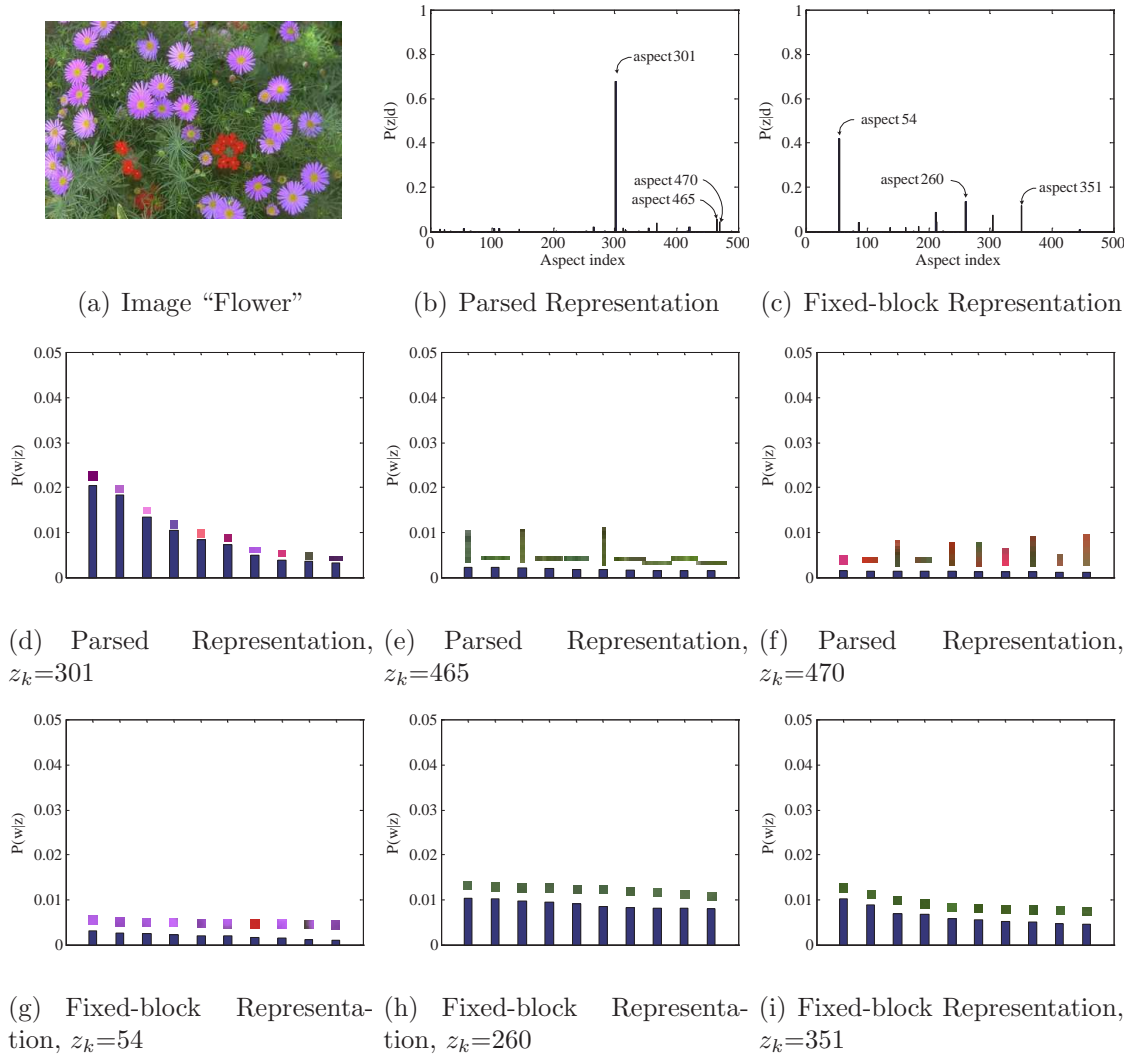 1
0.8
0.6
0.4
0.2
0
P(z|d)
aspect 301
aspect 470
aspect 465
0 100 200 300 400 500
Aspect index
1
0.8
0.6
0.4
0.2
0
P(z|d)
aspect 54
aspect 260
aspect 351
0 100 200 300 400 500
Aspect index
(a) Image “Flower”
(b) Parsed Representation
(c) Fixed-block Representation
0.05
0.04
0.03
0.02
0.01
0
P(w|z)
0.05
0.04
0.03
0.02
0.01
0
P(w|z)
0.05
0.04
0.03
0.02
0.01
0
P(w|z)
(d) Parsed Representation,
z_k=301
(e) Parsed Representation,
z_k=465
(f) Parsed Representation,
z_k=470
0.05
0.04
0.03
0.02
0.01
0
P(w|z)
0.05
0.04
0.03
0.02
0.01
0
P(w|z)
0.05
0.04
0.03
0.02
0.01
0
P(w|z)
(g) Fixed-block Representa-
tion, z_k=54
(h) Fixed-block Representa-
tion, z_k=260
(i) Fixed-block Representation,
z_k=351